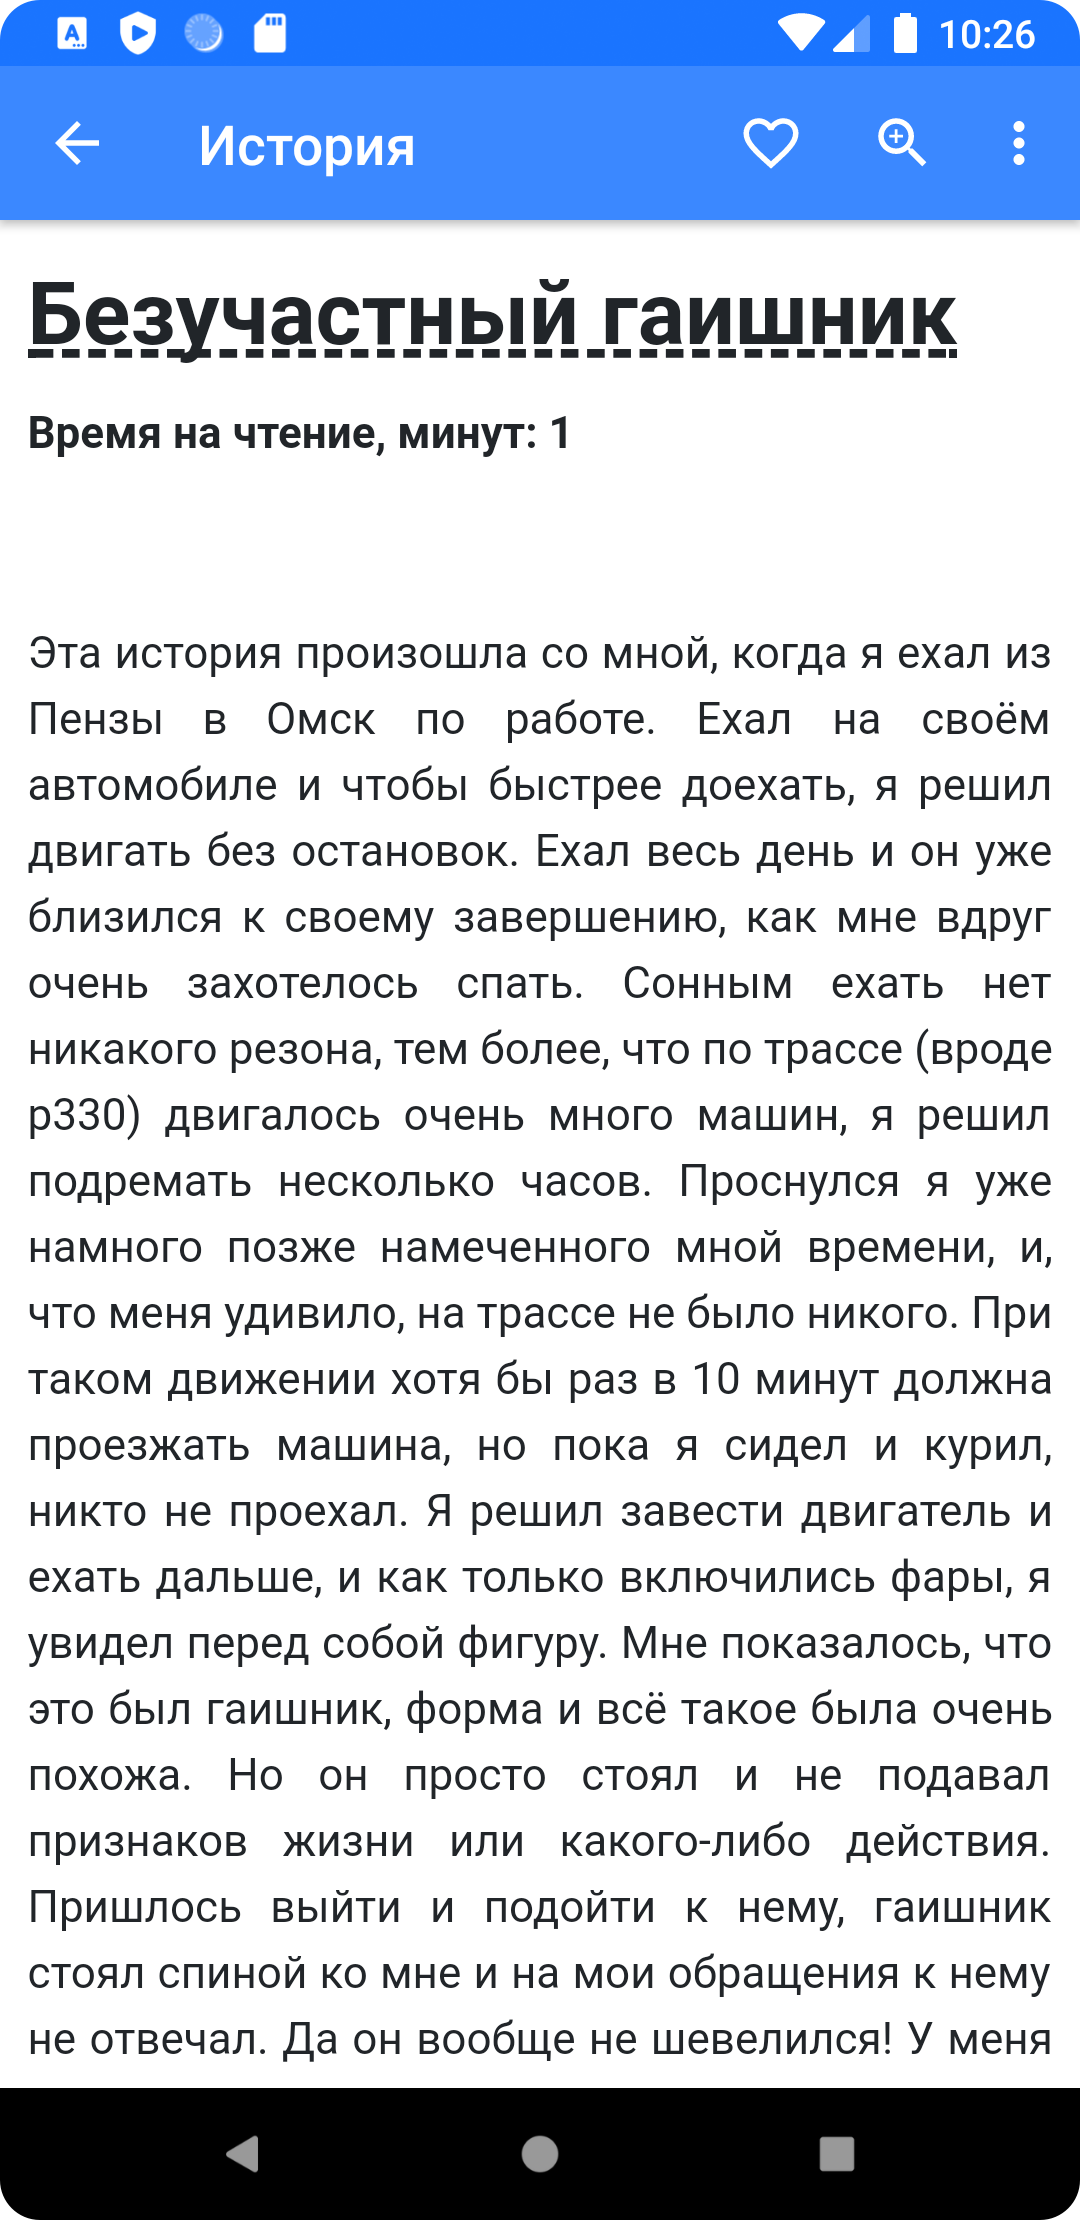 10:26
История
Безучастный гаишник
Время на чтение, минут: 1
Эта история произошла со мной, когда я ехал из
Пензы в Омск по работе. Ехал на своём
автомобиле и чтобы быстрее доехать, я решил
двигать без остановок. Ехал весь день и он уже
близился к своему завершению, как мне вдруг
очень захотелось спать. Сонным ехать нет
никакого резона, тем более, что по трассе (вроде
р330) двигалось очень много машин, я решил
подремать несколько часов. Проснулся я уже
намного позже намеченного мной времени, и,
что меня удивило, на трассе не было никого. При
таком движении хотя бы раз в 10 минут должна
проезжать машина, но пока я сидел и курил,
никто не проехал. Я решил завести двигатель и
ехать дальше, и как только включились фары, я
увидел перед собой фигуру. Мне показалось, что
это был гаишник, форма и всё такое была очень
похожа. Но он просто стоял и не подавал
признаков жизни или какого-либо действия.
Пришлось выйти и подойти к нему, гаишник
стоял спиной ко мне и на мои обращения к нему
не отвечал. Да он вообще не шевелился! У меня